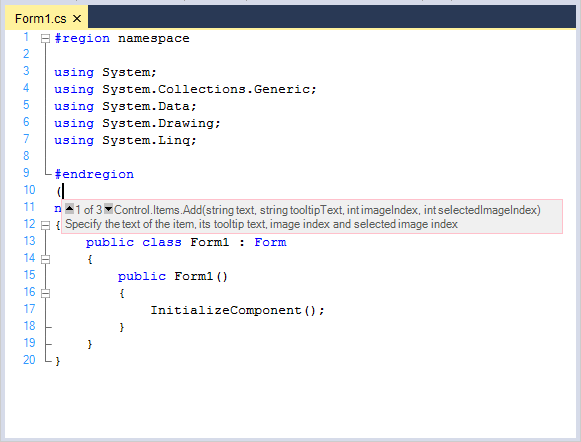 Form1.cs ×
1 #region namespace
2
3 using System;
4 using System.Collections.Generic;
5 using System.Data;
6 using System.Drawing;
7 using System.Linq;
8
9 #endregion
10 (
11 n
1 of 3 Control.Items.Add(string text, string tooltipText, int imageIndex, int selectedImageIndex)
Specify the text of the item, its tooltip text, image index and selected image index
12 {
13 public class Form1 : Form
14 {
15 public Form1()
16 {
17 InitializeComponent();
18 }
19 }
20 }